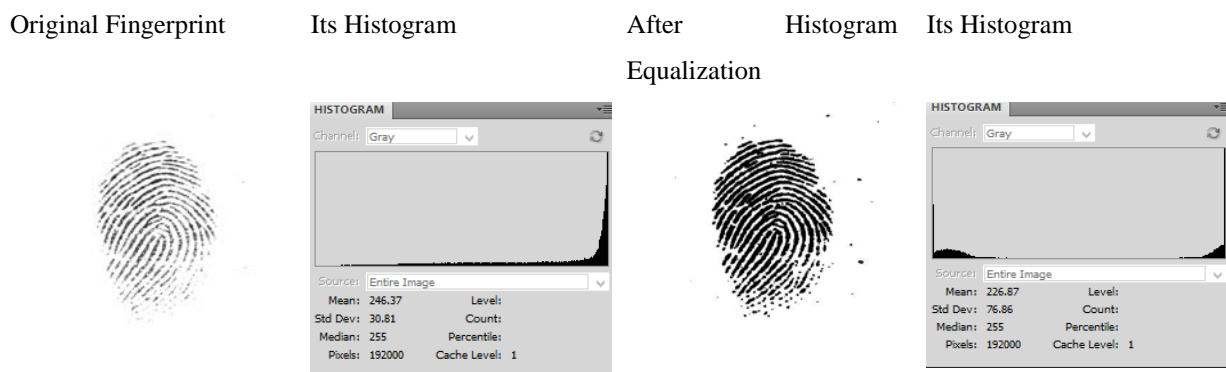 Original Fingerprint
Its Histogram
After Histogram
Equalization
Its Histogram
HISTOGRAM
Channel: Gray
Source: Entire Image
Mean: 246.37 Level:
Std Dev: 30.81 Count:
Median: 255 Percentile:
Pixels: 192000 Cache Level: 1
HISTOGRAM
Channel: Gray
Source: Entire Image
Mean: 226.87 Level:
Std Dev: 76.86 Count:
Median: 255 Percentile:
Pixels: 192000 Cache Level: 1